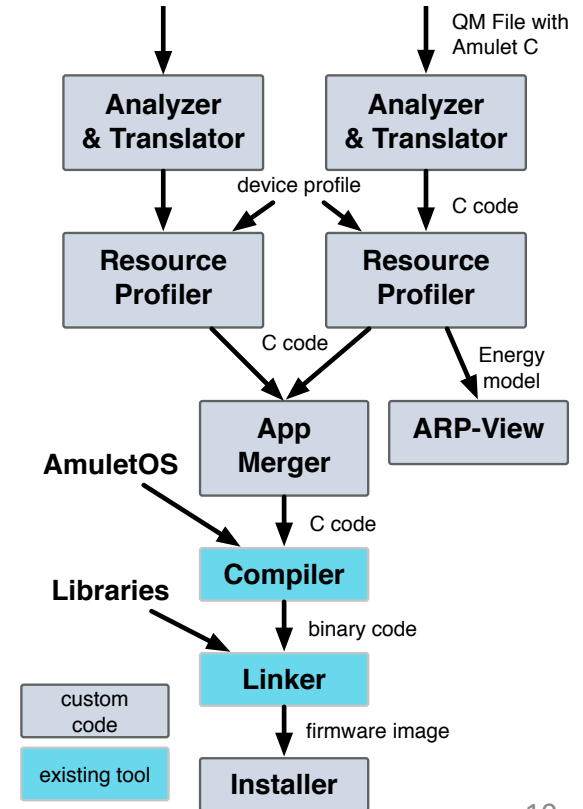 QM File with
Amulet C
Analyzer
& Translator
Analyzer
& Translator
device profile
C code
Resource
Profiler
Resource
Profiler
C code
Energy
model
App
Merger
ARP-View
AmuletOS
C code
Compiler
Libraries
binary code
Linker
custom
code
firmware image
existing tool
Installer